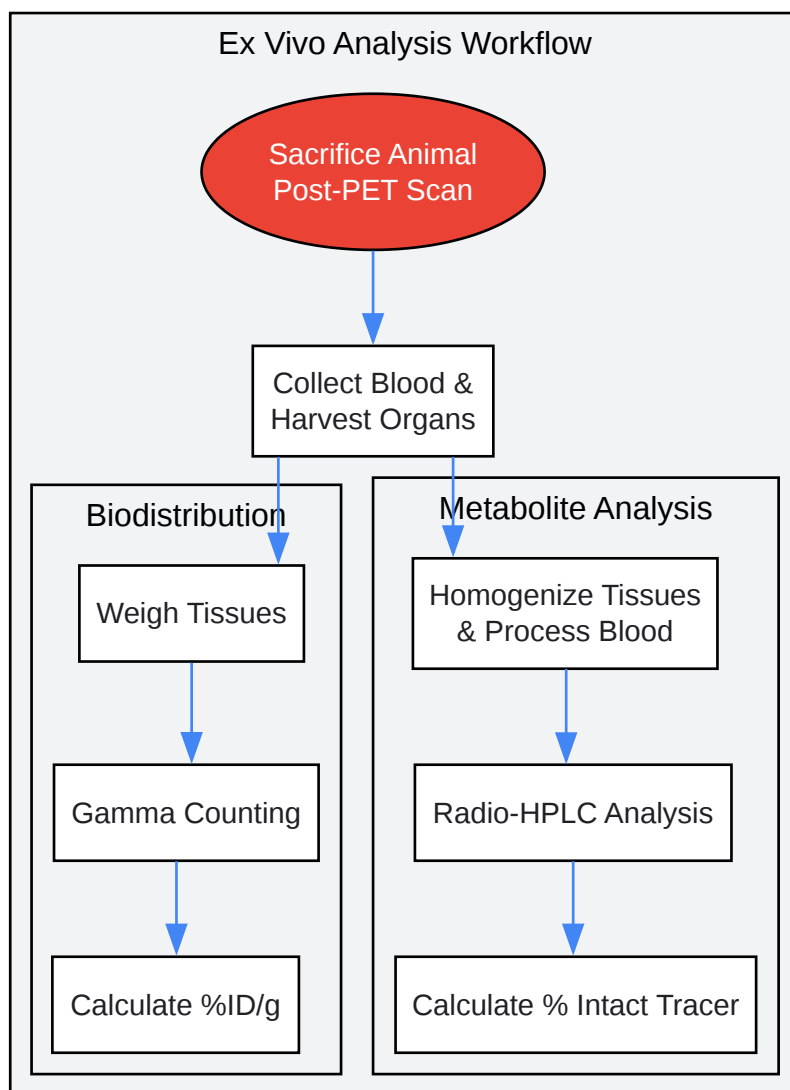 Ex Vivo Analysis Workflow
Sacrifice Animal
Post-PET Scan
Collect Blood &
Harvest Organs
Biodistribution
Weigh Tissues
Gamma Counting
Calculate %ID/g
Metabolite Analysis
Homogenize Tissues
& Process Blood
Radio-HPLC Analysis
Calculate % Intact Tracer